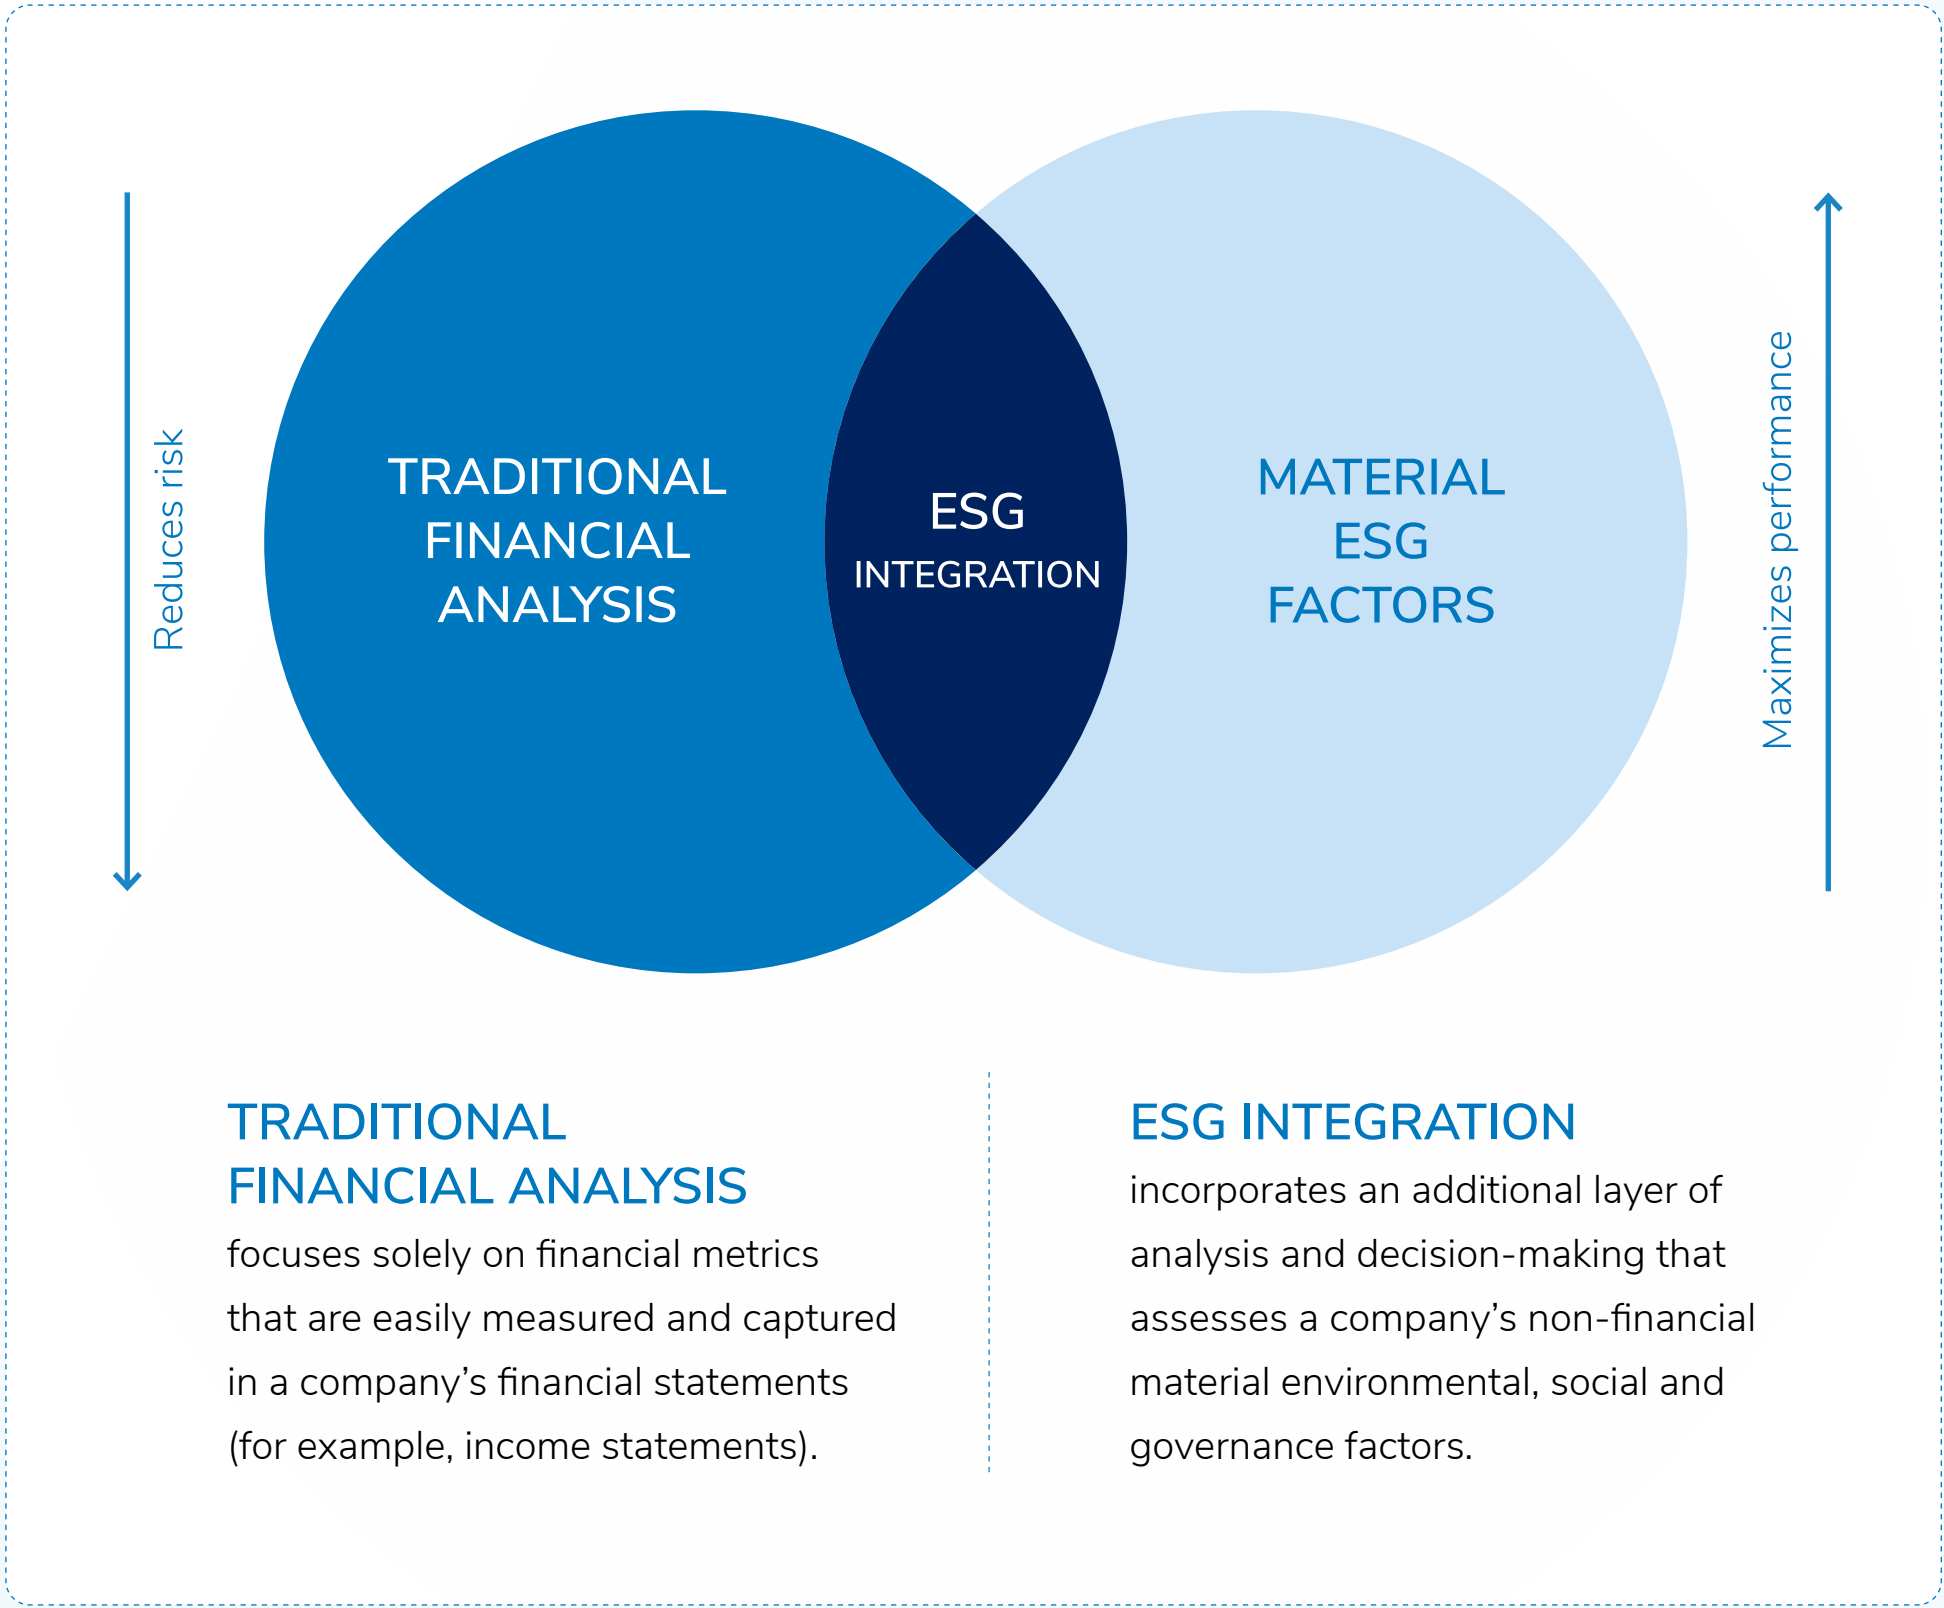 Reduces risk
TRADITIONAL
FINANCIAL
ANALYSIS
ESG
INTEGRATION
MATERIAL
ESG
FACTORS
Maximizes performance
TRADITIONAL
FINANCIAL ANALYSIS
focuses solely on financial metrics
that are easily measured and captured
in a company’s financial statements
(for example, income statements).
ESG INTEGRATION
incorporates an additional layer of
analysis and decision-making that
assesses a company’s non-financial
material environmental, social and
governance factors.